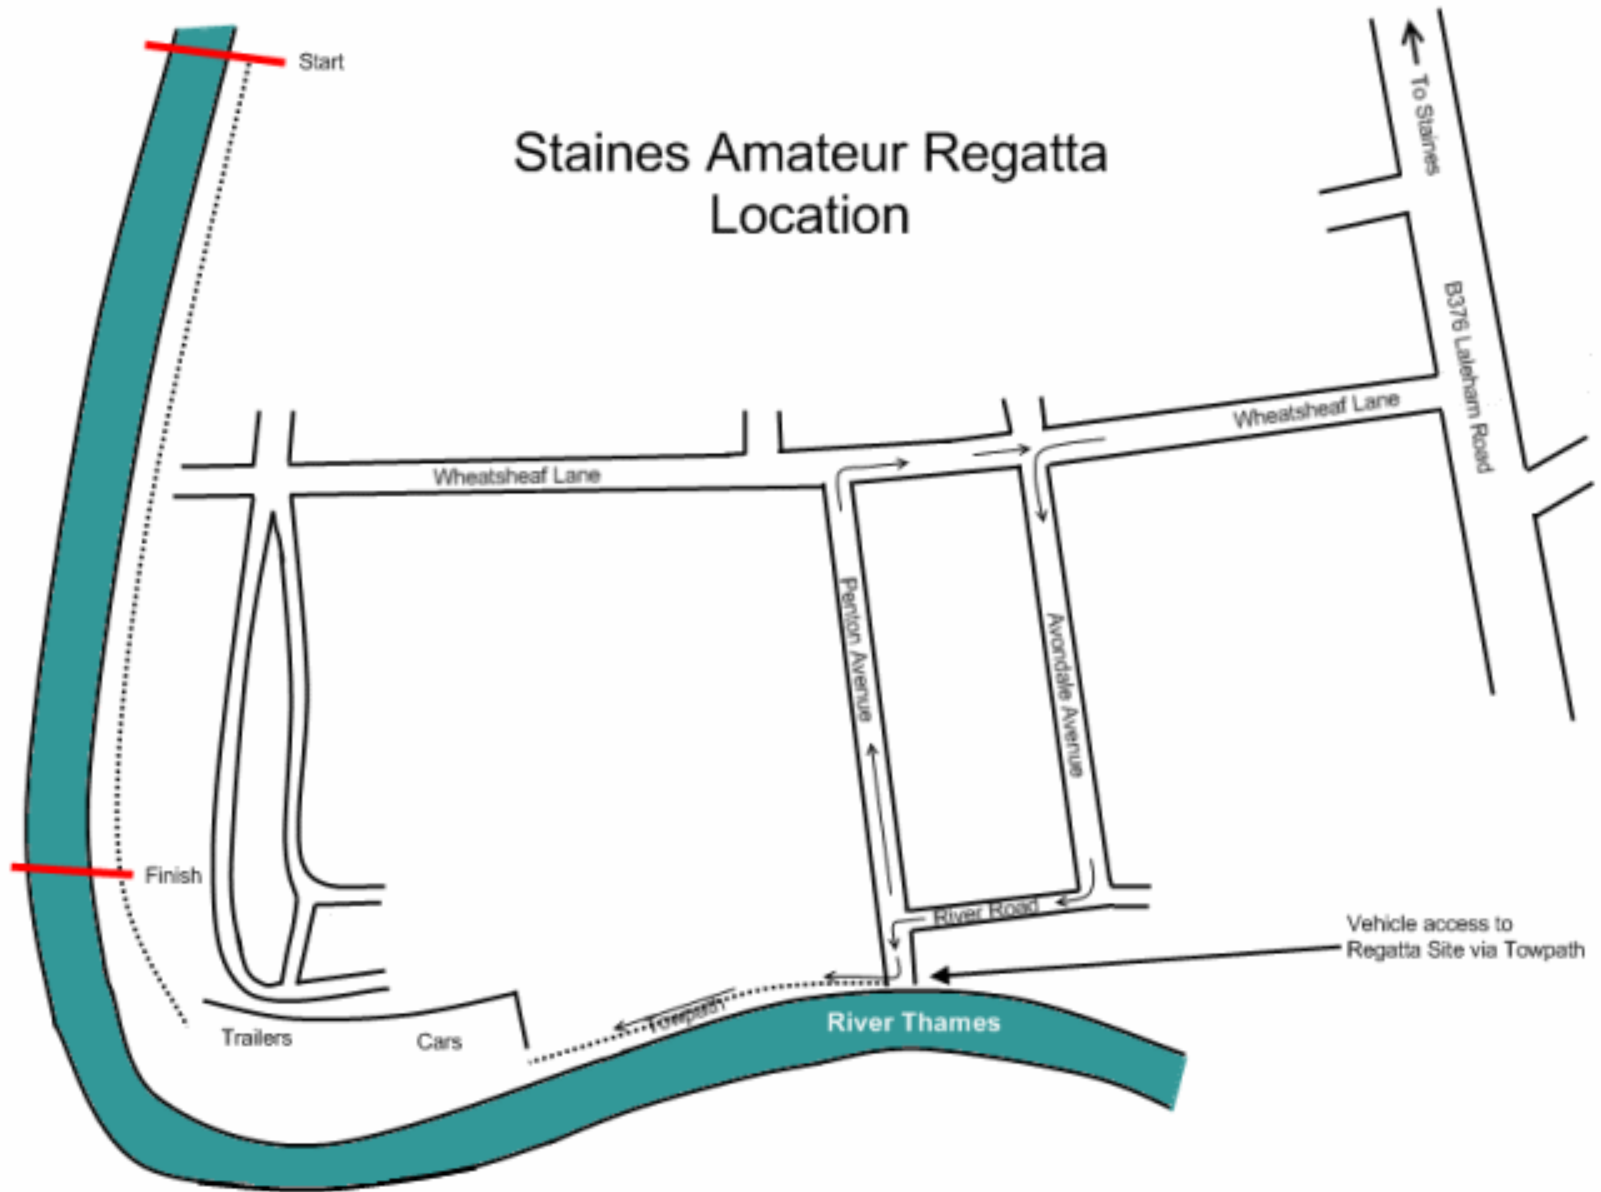 Start
Staines Amateur Regatta
Location
To Staines
B376 Laleham Road
Wheatsheaf Lane
Wheatsheaf Lane
Penton Avenue
Avondale Avenue
Finish
River Road
Vehicle access to
Regatta Site via Towpath
Towpath
River Thames
Trailers
Cars